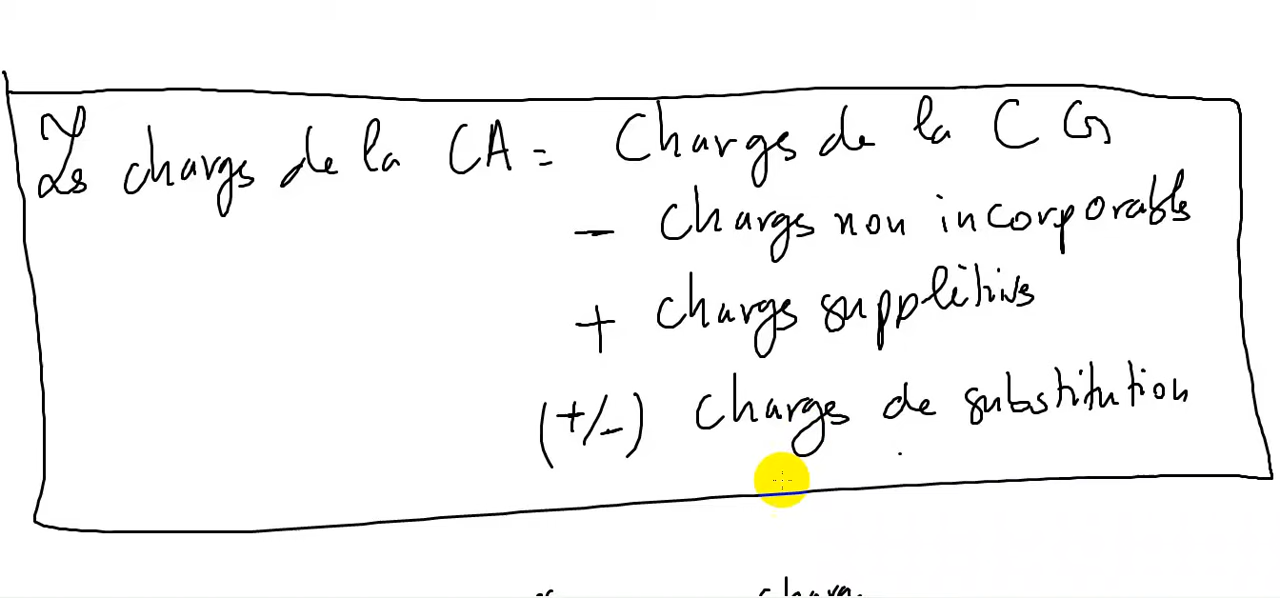 Les charges de la CA = Charges de la CG
- charges non incorporables
+ charges supplétives
(+/-) charges de substitution